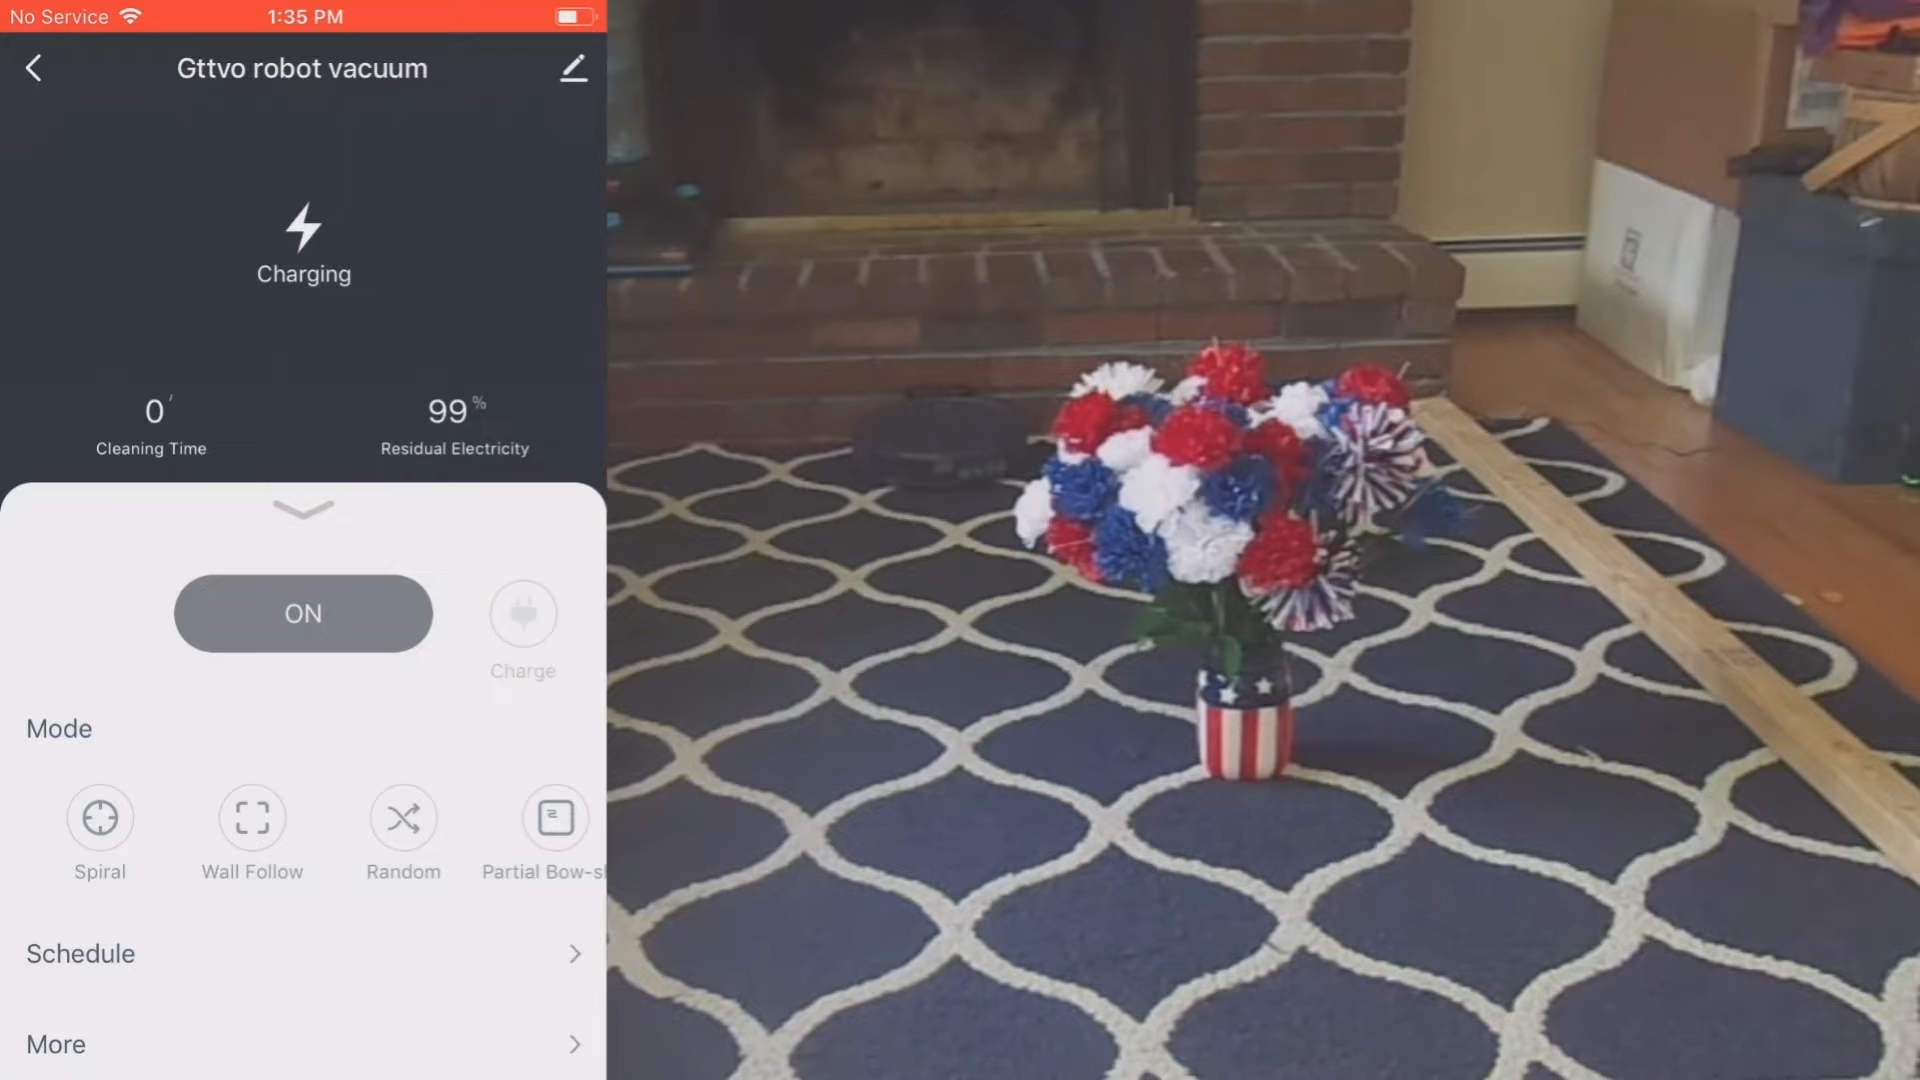 No Service 1:35 PM
Gttvo robot vacuum
Charging
0′ 99%
Cleaning Time Residual Electricity
ON
Charge
Mode
Spiral Wall Follow Random Partial Bow-s
Schedule
More